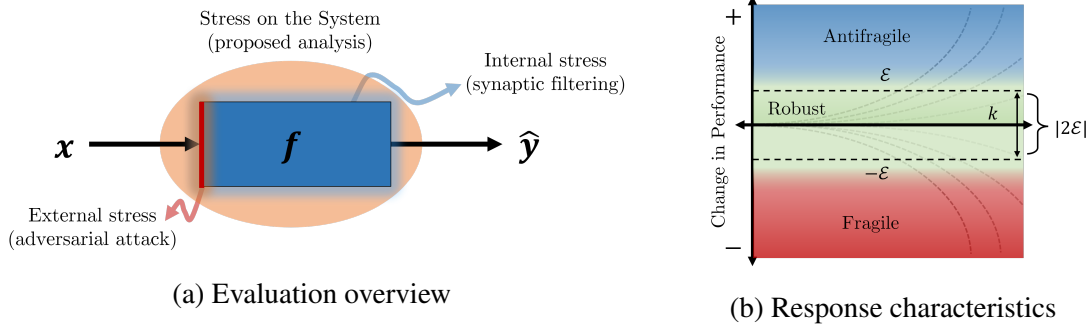 Stress on the System
(proposed analysis)
Internal stress
(synaptic filtering)
x
f
ŷ
External stress
(adversarial attack)
(a) Evaluation overview
Change in Performance
+
−
Antifragile
ℰ
Robust
k
|2ℰ|
−ℰ
Fragile
(b) Response characteristics